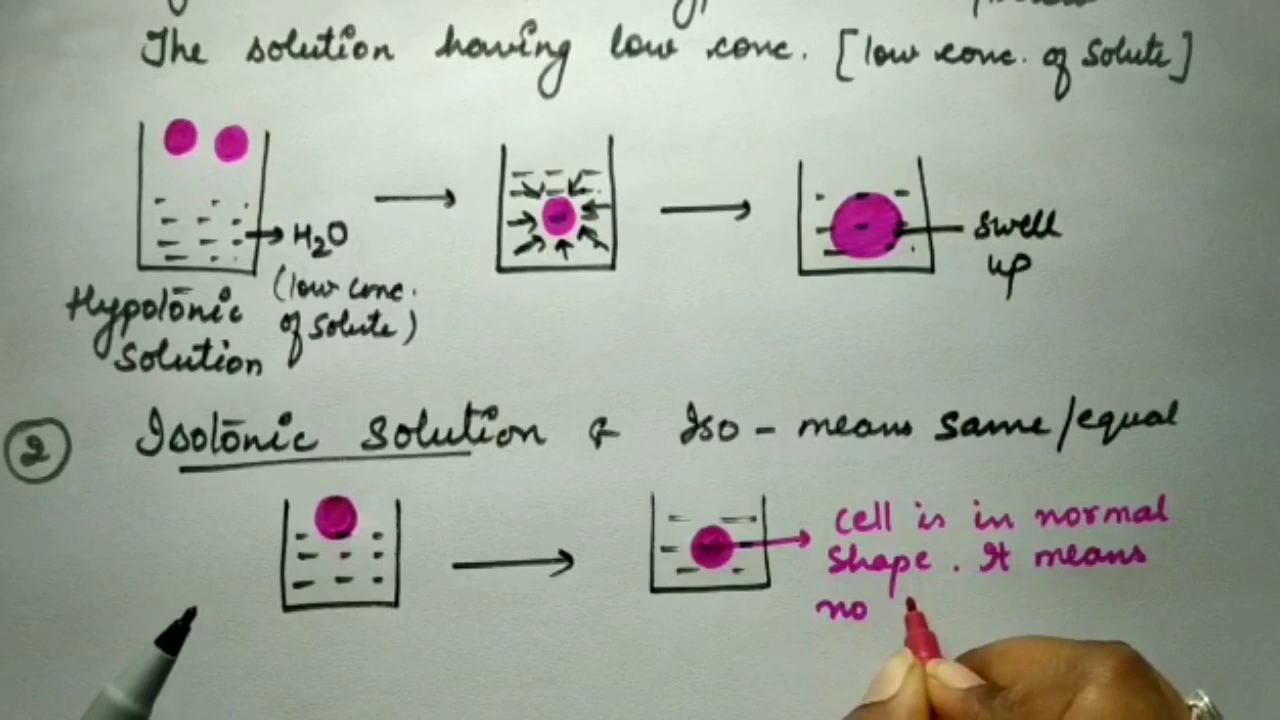 The solution having low conc. [low conc. of Solute]
H₂O
(low conc.
of Solute)
Hypotonic
Solution
Swell
up
2 Isotonic Solution Iso - means same/equal
Cell is in normal
Shape. It means
no